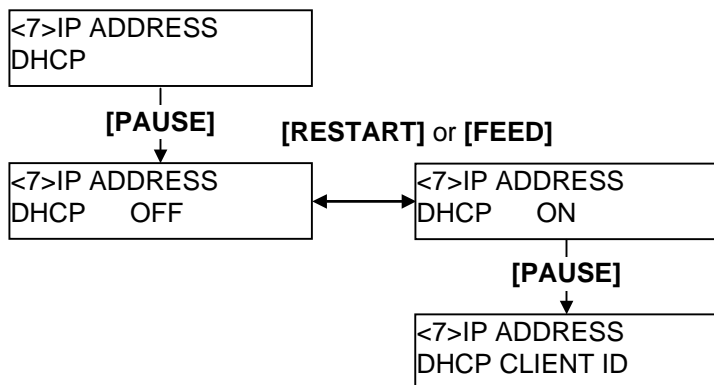 <7>IP ADDRESS
DHCP
[PAUSE]
[RESTART] or [FEED]
<7>IP ADDRESS
DHCP OFF
<7>IP ADDRESS
DHCP ON
[PAUSE]
<7>IP ADDRESS
DHCP CLIENT ID